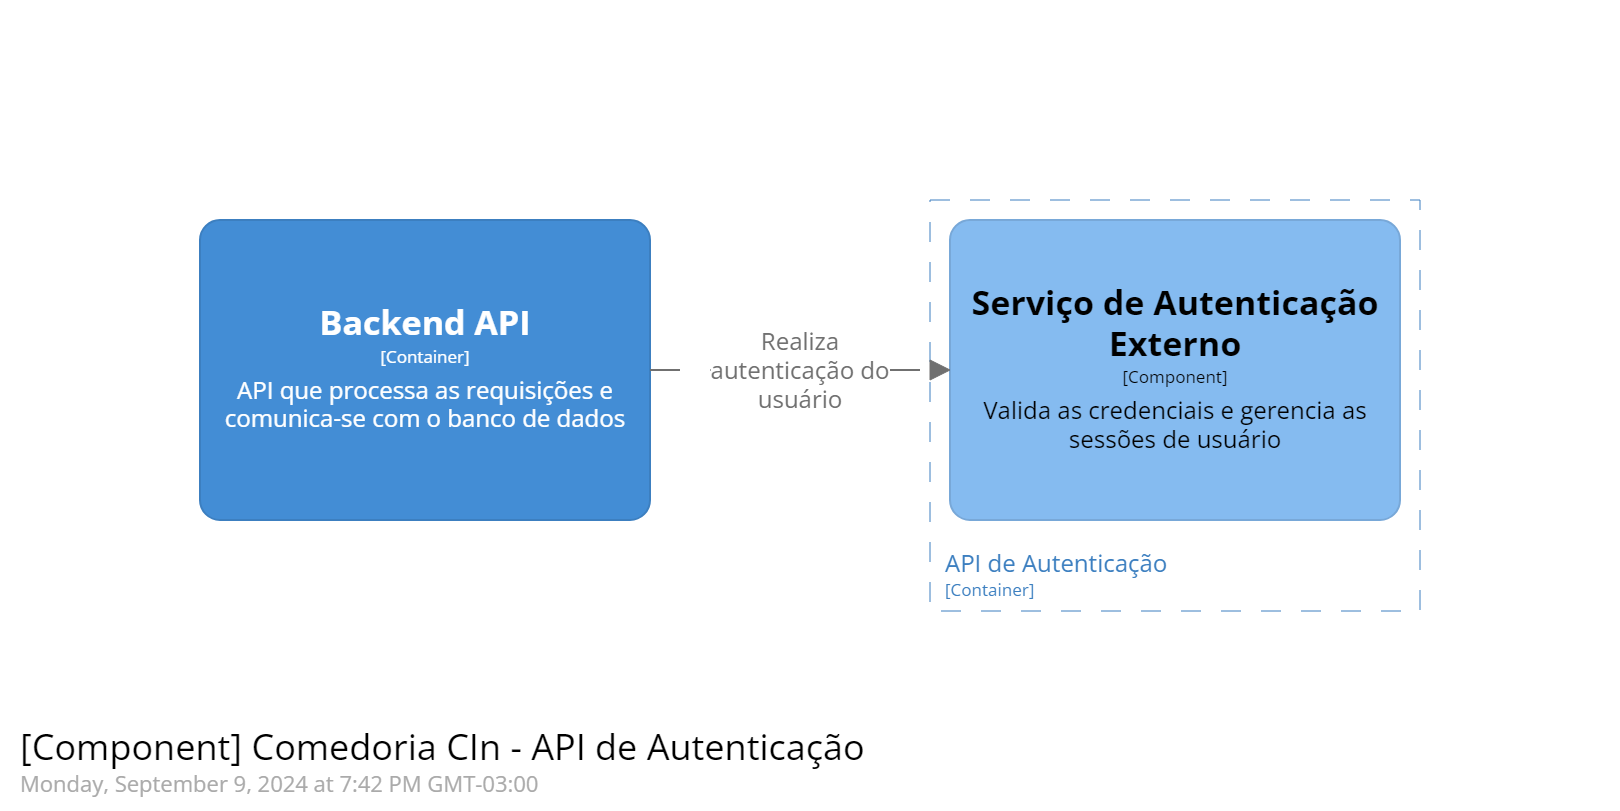 Backend API
[Container]
API que processa as requisições e
comunica-se com o banco de dados
Realiza
autenticação do
usuário
Serviço de Autenticação
Externo
[Component]
Valida as credenciais e gerencia as
sessões de usuário
API de Autenticação
[Container]
[Component] Comedoria CIn - API de Autenticação
Monday, September 9, 2024 at 7:42 PM GMT-03:00